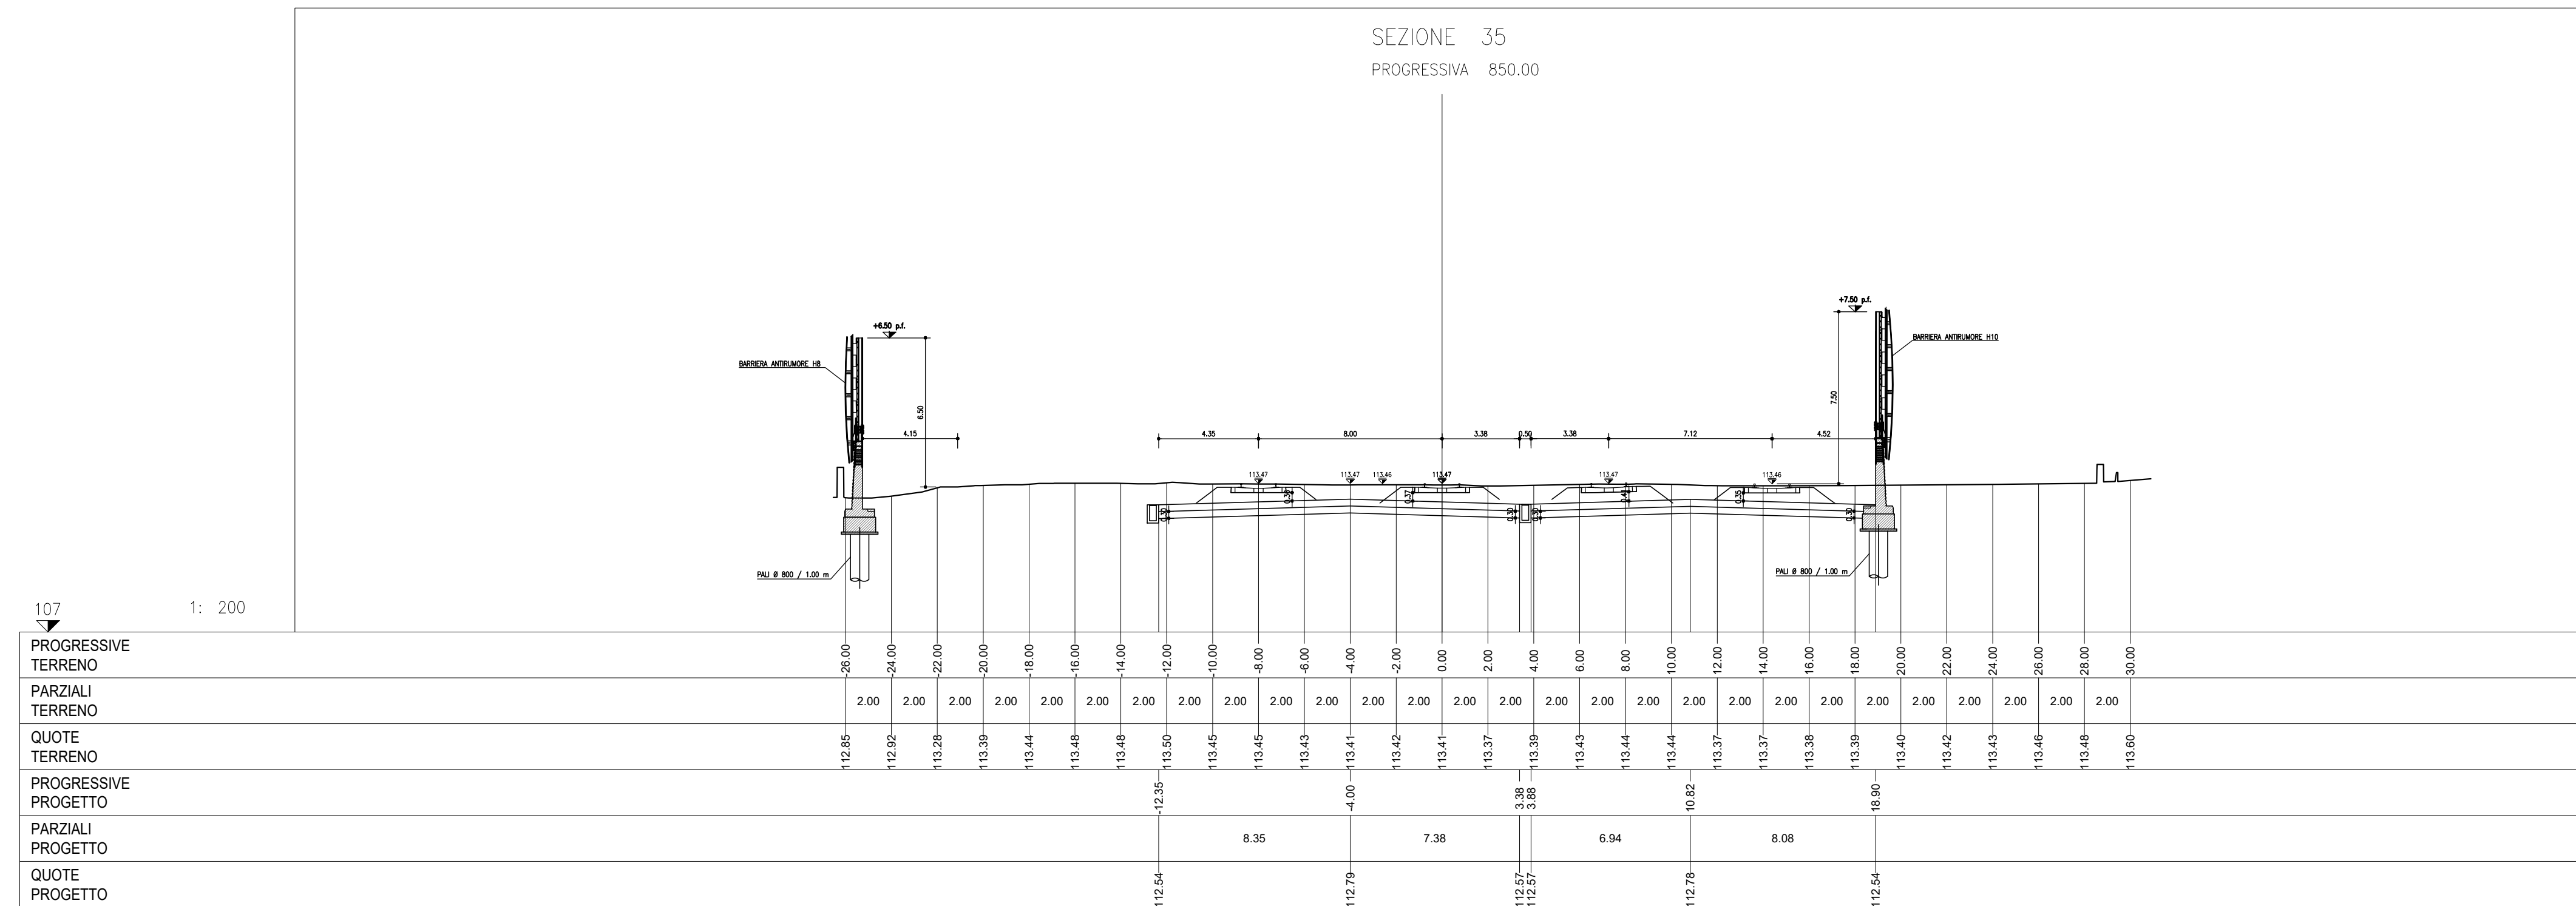 SEZIONE 35
PROGRESSIVA 850.00
+7.50 p.f.
+6.50 p.f.
BARRIERA ANTIRUMORE H10
BARRIERA ANTIRUMORE H8
6.50
7.50
4.15 4.35 8.00 3.38 0.50 3.38 7.12 4.52
113.47 113.47 113.46 113.47 113.47 113.46
0.37 0.35
0.30 0.30 0.30 0.30
PALI Ø 800 / 1.00 m
PALI Ø 800 / 1.00 m
107 1: 200
PROGRESSIVE
TERRENO
-26.00 -24.00 -22.00 -20.00 -18.00 -16.00 -14.00 -12.00 -10.00 -8.00 -6.00 -4.00 -2.00 0.00 2.00 4.00 6.00 8.00 10.00 12.00 14.00 16.00 18.00 20.00 22.00 24.00 26.00 28.00 30.00
PARZIALI
TERRENO
2.00 2.00 2.00 2.00 2.00 2.00 2.00 2.00 2.00 2.00 2.00 2.00 2.00 2.00 2.00 2.00 2.00 2.00 2.00 2.00 2.00 2.00 2.00 2.00 2.00 2.00 2.00 2.00
QUOTE
TERRENO
112.85 112.92 113.28 113.39 113.44 113.48 113.48 113.50 113.45 113.45 113.43 113.41 113.42 113.41 113.37 113.39 113.43 113.44 113.44 113.37 113.37 113.38 113.39 113.40 113.42 113.43 113.46 113.48 113.60
PROGRESSIVE
PROGETTO
-12.35 -4.00 3.38 3.88 10.82 18.90
PARZIALI
PROGETTO
8.35 7.38 6.94 8.08
QUOTE
PROGETTO
112.54 112.79 112.57 112.57 112.78 112.54